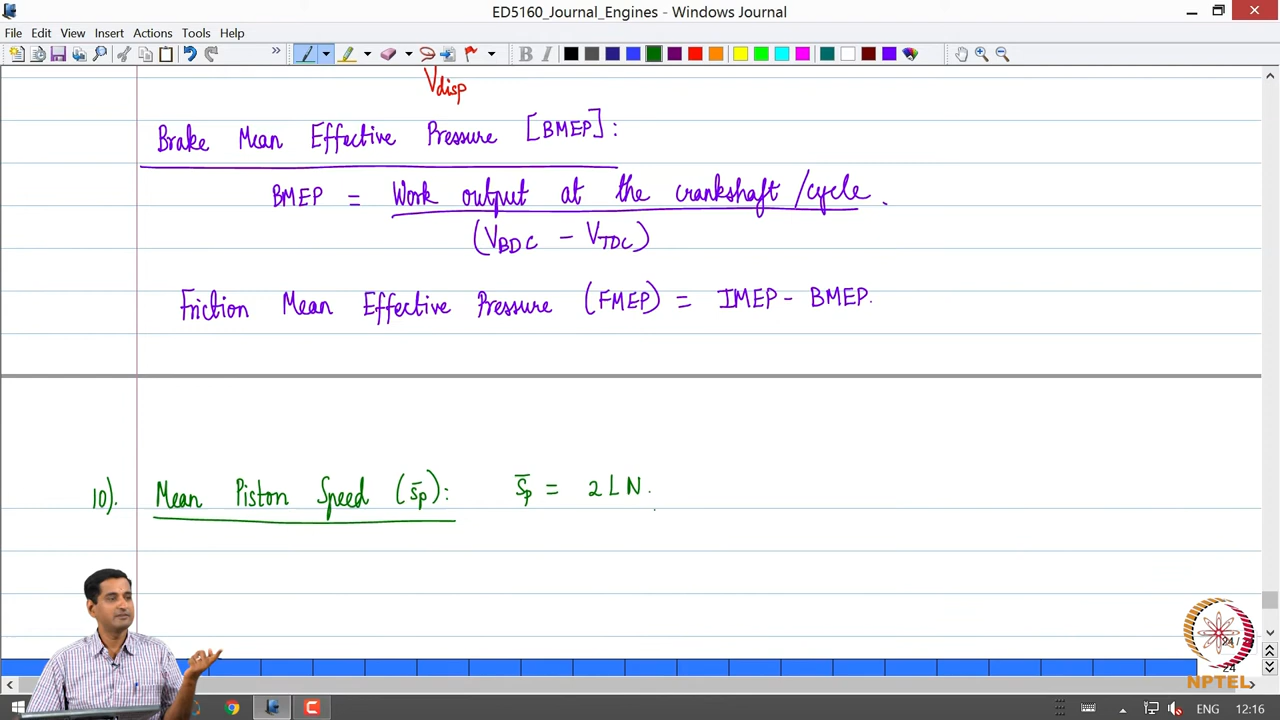 ED5160_Journal_Engines - Windows Journal
File Edit View Insert Actions Tools Help
Vdisp
Brake Mean Effective Pressure [BMEP]:
BMEP = Work output at the crankshaft /cycle.
(VBDC - VTDC)
Friction Mean Effective Pressure (FMEP) = IMEP - BMEP.
10). Mean Piston Speed (S̄p): S̄p = 2LN.
24
NPTEL
ENG 12:16